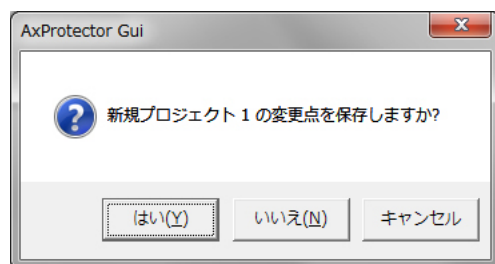 AxProtector Gui
新規プロジェクト 1 の変更点を保存しますか?
はい(Y) いいえ(N) キャンセル